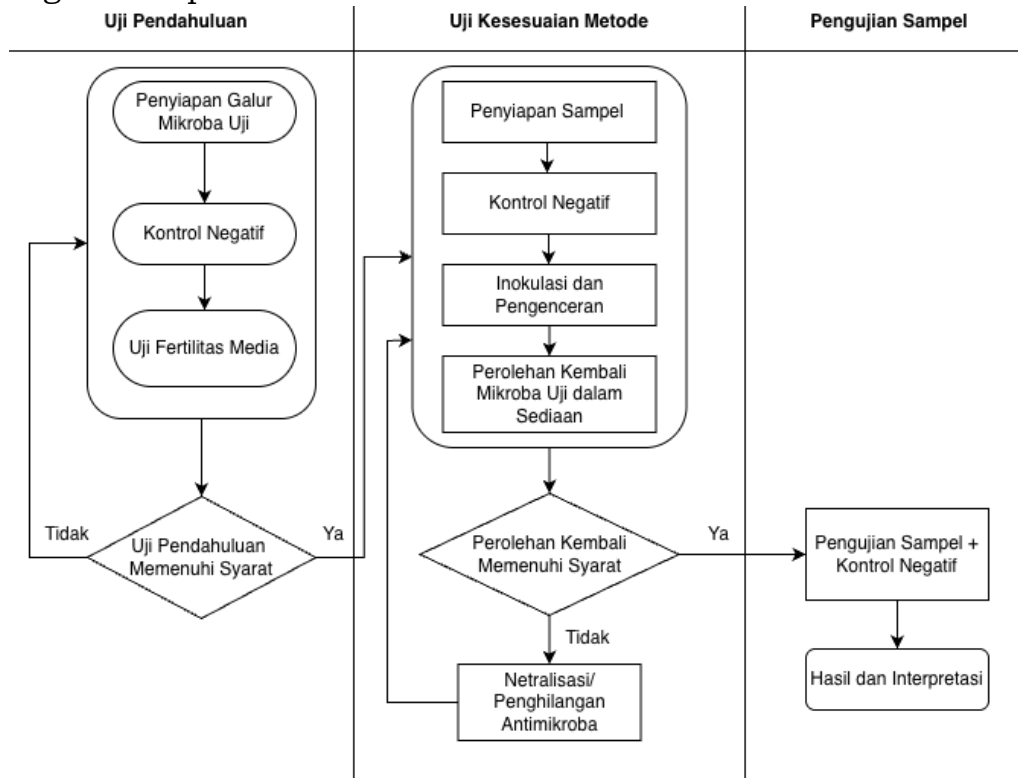 Uji Pendahuluan
Uji Kesesuaian Metode
Pengujian Sampel
Penyiapan Galur
Mikroba Uji
Kontrol Negatif
Uji Fertilitas Media
Tidak
Uji Pendahuluan
Memenuhi Syarat
Ya
Penyiapan Sampel
Kontrol Negatif
Inokulasi dan
Pengenceran
Perolehan Kembali
Mikroba Uji dalam
Sediaan
Perolehan Kembali
Memenuhi Syarat
Ya
Tidak
Netralisasi/
Penghilangan
Antimikroba
Pengujian Sampel +
Kontrol Negatif
Hasil dan Interpretasi